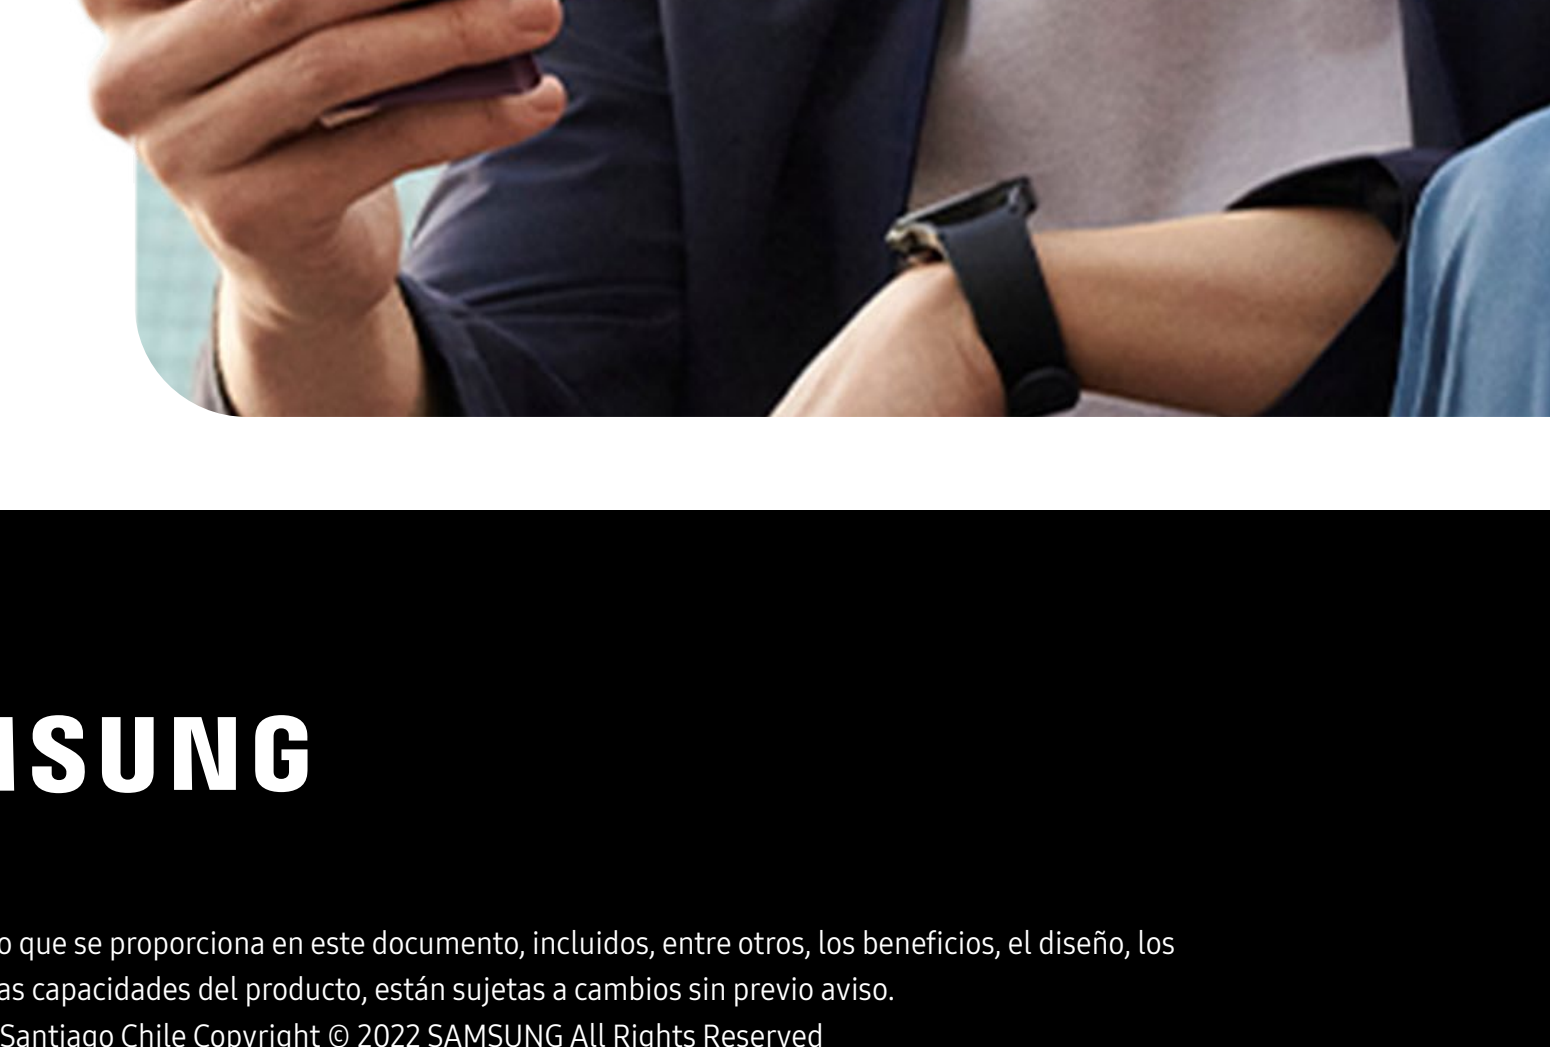 MSUNG
o que se proporciona en este documento, incluidos, entre otros, los beneficios, el diseño, los
as capacidades del producto, están sujetas a cambios sin previo aviso.
Santiago Chile Copyright © 2022 SAMSUNG All Rights Reserved